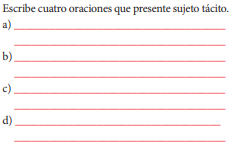 Escribe cuatro oraciones que presente sujeto tácito.
a)
b)
c)
d)